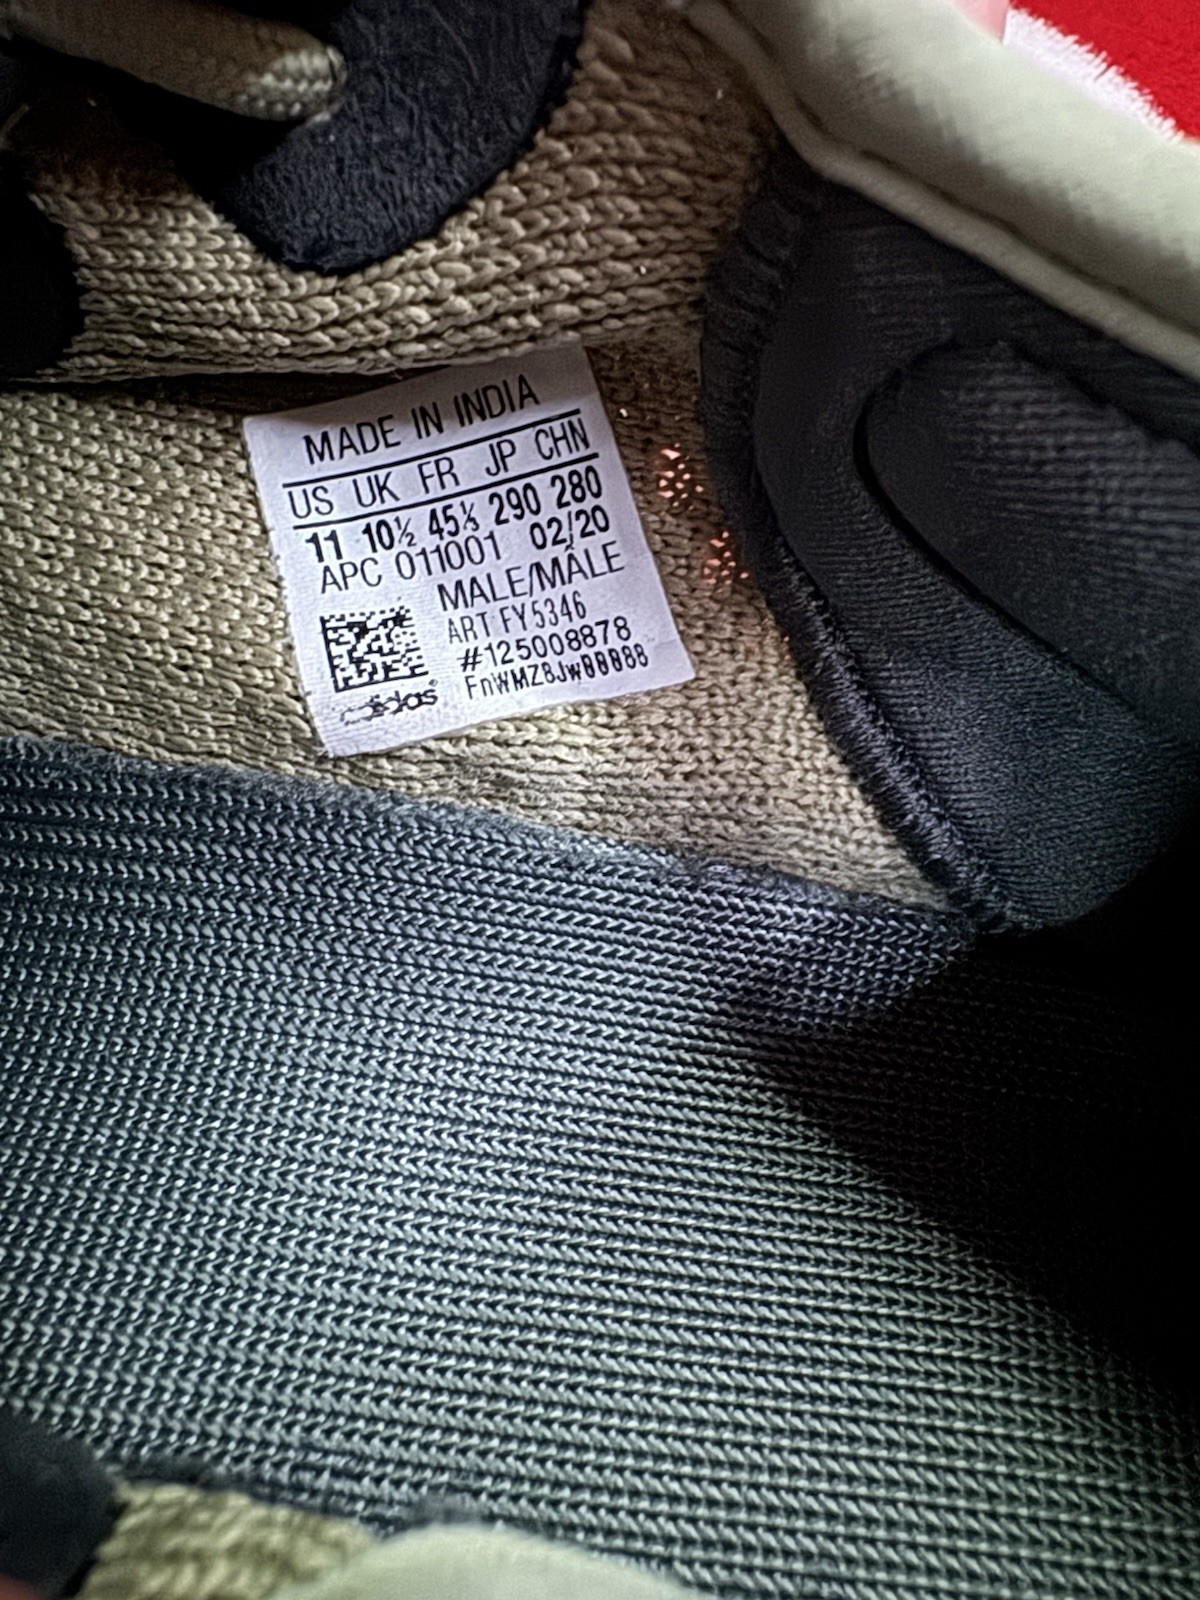 MADE IN INDIA
US UK FR JP CHN
11 10½ 45⅓ 290 280
APC 011001 02/20
MALE/MÂLE
ART FY5346
#125008878
FnWMZ8Jw00088
adidas